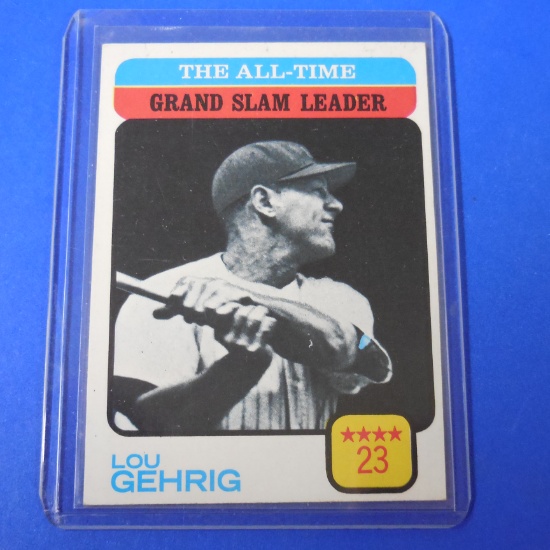 THE ALL-TIME
GRAND SLAM LEADER
LOU
GEHRIG
★★★★
23